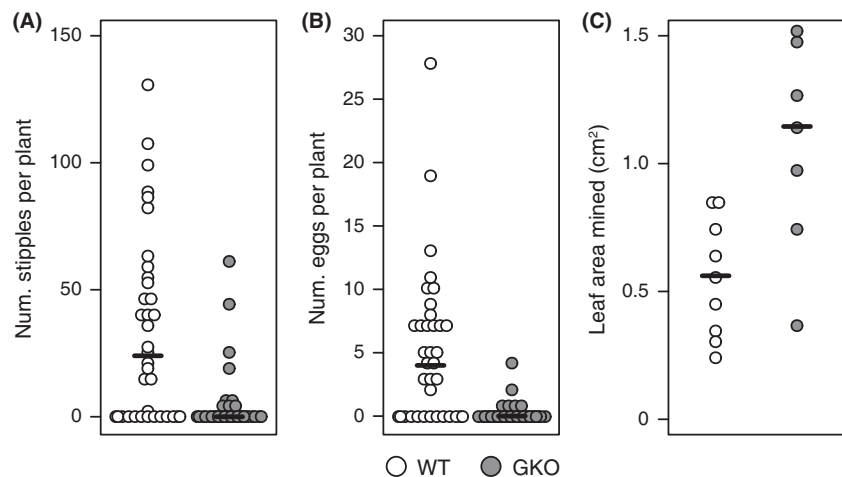 (A)
Num. stipples per plant
150
100
50
0
(B)
Num. eggs per plant
30
25
20
15
10
5
0
(C)
Leaf area mined (cm²)
1.5
1.0
0.5
0
WT GKO